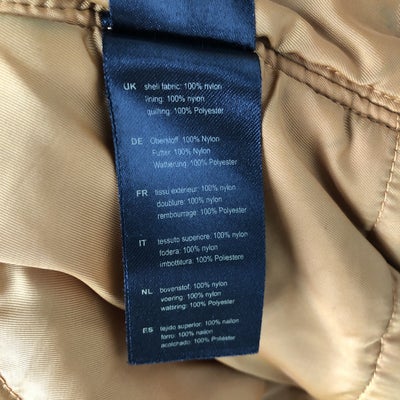 UK shell fabric: 100% nylon
lining: 100% nylon
quilting: 100% Polyester
DE Oberstoff: 100% Nylon
Futter: 100% Nylon
Wattierung: 100% Polyester
FR tissu extérieur: 100% nylon
doublure: 100% nylon
rembourrage: 100% Polyester
IT tessuto superiore: 100% nylon
fodera: 100% nylon
imbottitura: 100% Poliestere
NL bovenstof: 100% nylon
voering: 100% nylon
watering: 100% Polyester
ES tejido superior: 100% nailon
forro: 100% nailon
acolchado: 100% Poliester